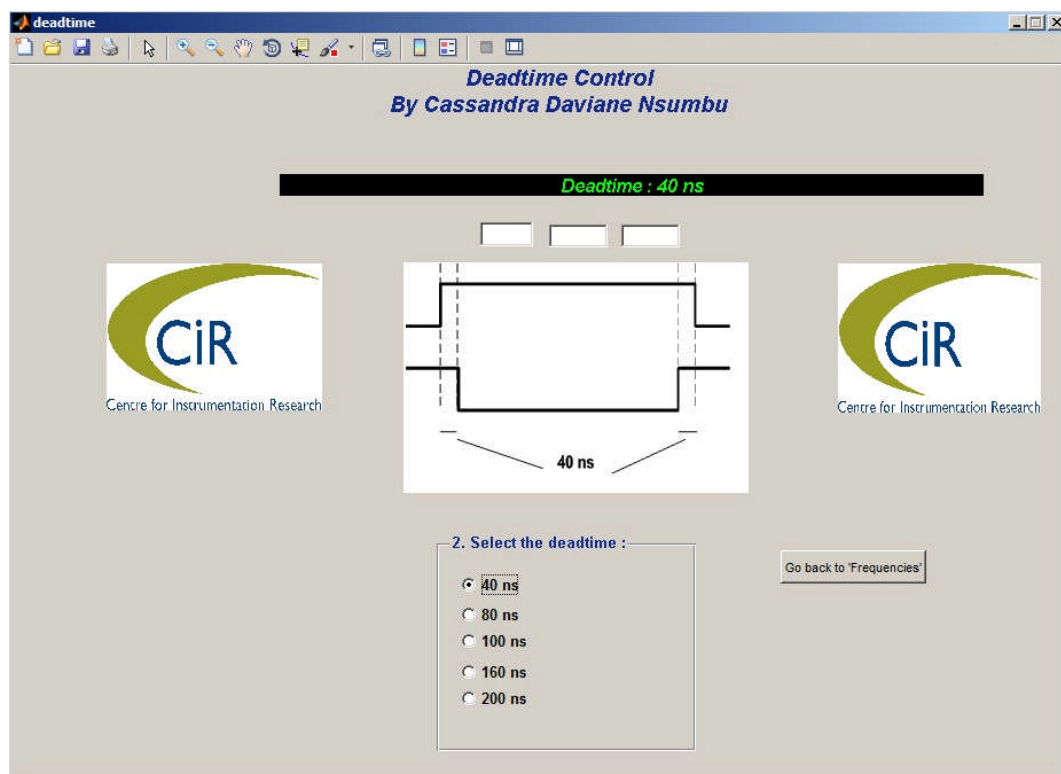 deadtime
Deadtime Control
By Cassandra Daviane Nsumbu
Deadtime : 40 ns
CiR
Centre for Instrumentation Research
40 ns
CiR
Centre for Instrumentation Research
2. Select the deadtime :
40 ns
80 ns
100 ns
160 ns
200 ns
Go back to 'Frequencies'